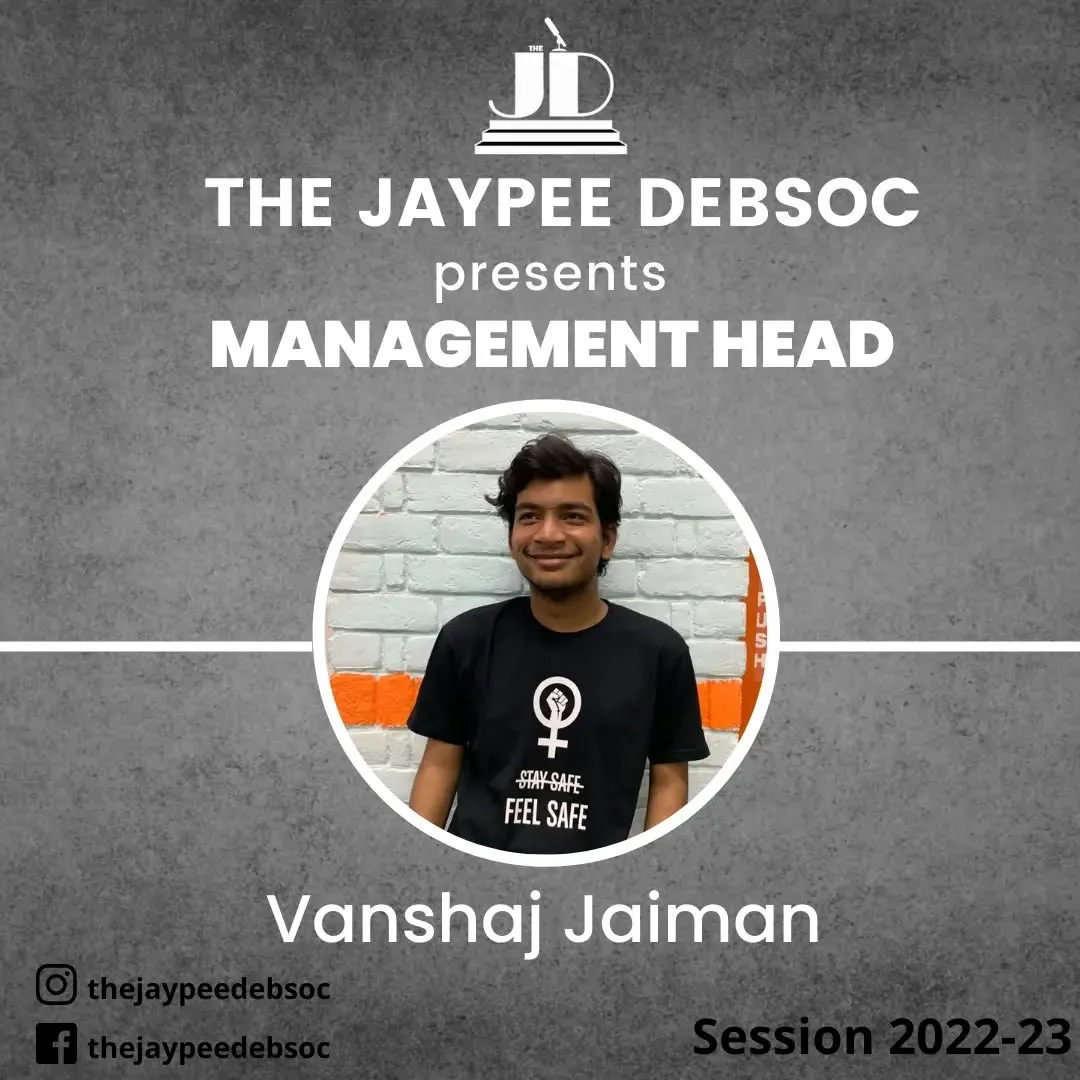 THE
JD
THE JAYPEE DEBSOC
presents
MANAGEMENT HEAD
PUSH
STAY SAFE
FEEL SAFE
Vanshaj Jaiman
thejaypeedebsoc
thejaypeedebsoc
Session 2022-23